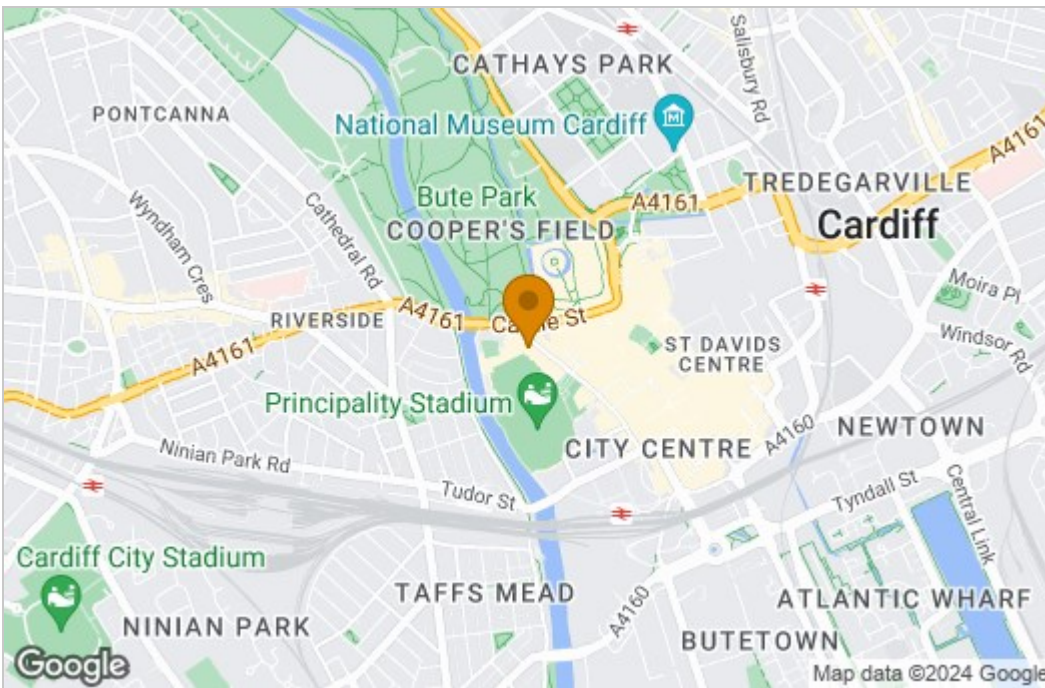 Salisbury Rd
CATHAYS PARK
PONTCANNA
National Museum Cardiff
A4161
Bute Park
TREDEGARVILLE
Wyndham Cres
Cathedral Rd
A4161
COOPER'S FIELD
Cardiff
Moira Pl
RIVERSIDE
A4161
St
Windsor Rd
A4161
ST DAVIDS
CENTRE
Principality Stadium
NEWTOWN
A4160
CITY CENTRE
Ninian Park Rd
Tudor St
Tyndall St
Central Link
Cardiff City Stadium
TAFFS MEAD
A4160
ATLANTIC WHARF
NINIAN PARK
BUTETOWN
Google
Map data ©2024 Google